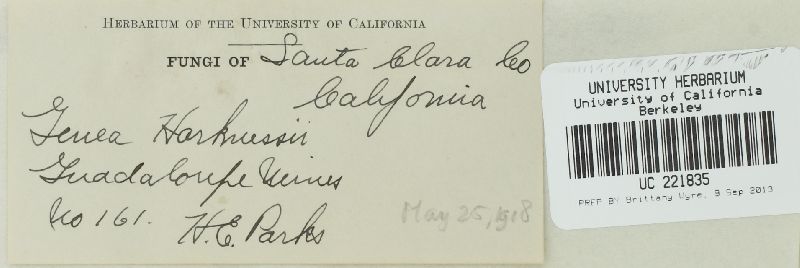 HERBARIUM OF THE UNIVERSITY OF CALIFORNIA
FUNGI OF Santa Clara Co
California
Genea Harknessii
Guadaloupe Mines
No 161. H.E. Parks
May 25, 1918
UNIVERSITY HERBARIUM
University of California
Berkeley
UC 221835
PREP BY Brittany Wyre, 9 Sep 2013